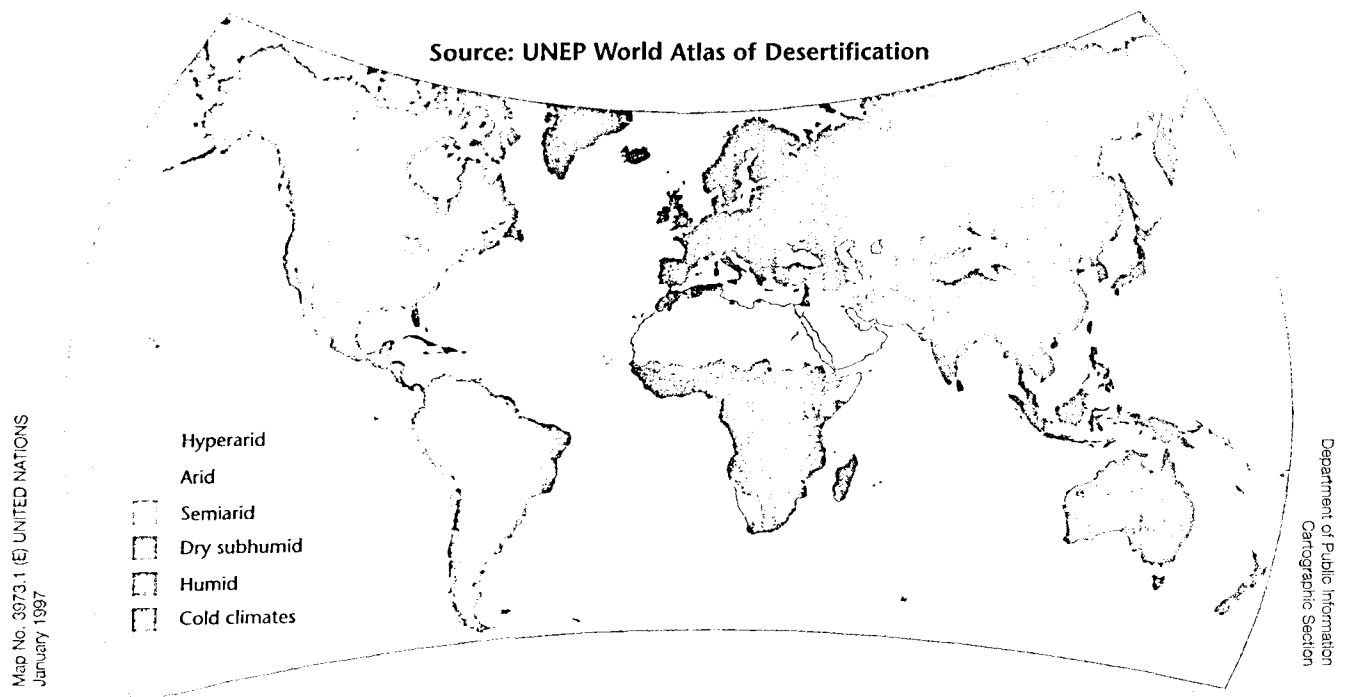 Source: UNEP World Atlas of Desertification
Hyperarid
Arid
Semiarid
Dry subhumid
Humid
Cold climates
Map No. 3973.1 (E) UNITED NATIONS
January 1997
Department of Public Information
Cartographic Section